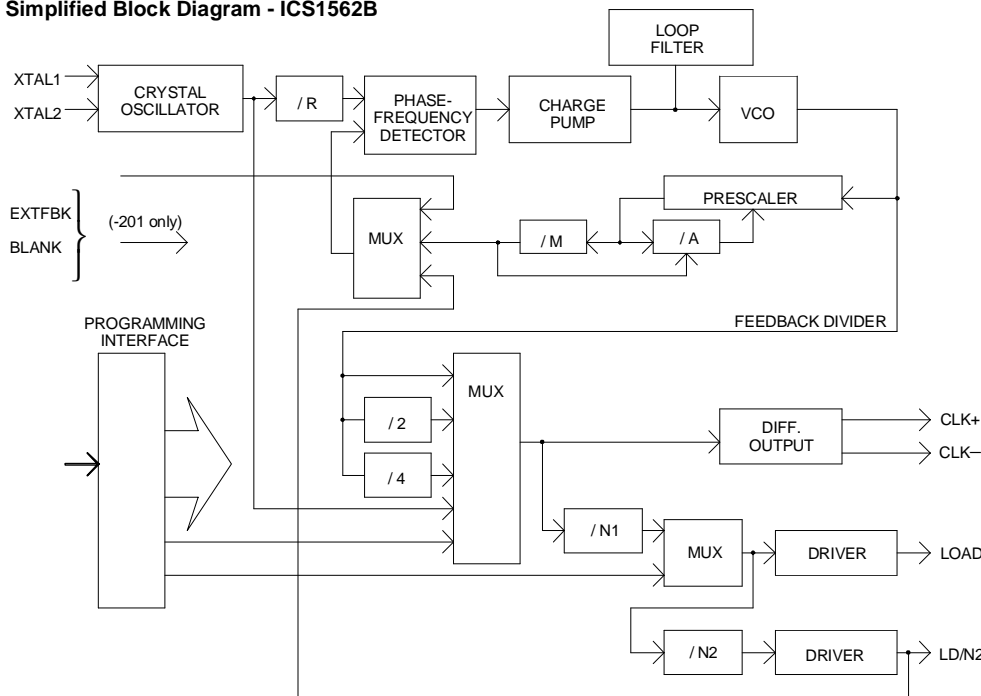 Simplified Block Diagram - ICS1562B
LOOP
FILTER
XTAL1
XTAL2
CRYSTAL
OSCILLATOR
/ R
PHASE-
FREQUENCY
DETECTOR
CHARGE
PUMP
VCO
EXTFBK
BLANK
(-201 only)
MUX
/ M
PRESCALER
/ A
FEEDBACK DIVIDER
PROGRAMMING
INTERFACE
MUX
/ 2
/ 4
DIFF.
OUTPUT
CLK+
CLK−
/ N1
MUX
DRIVER
LOAD
/ N2
DRIVER
LD/N2